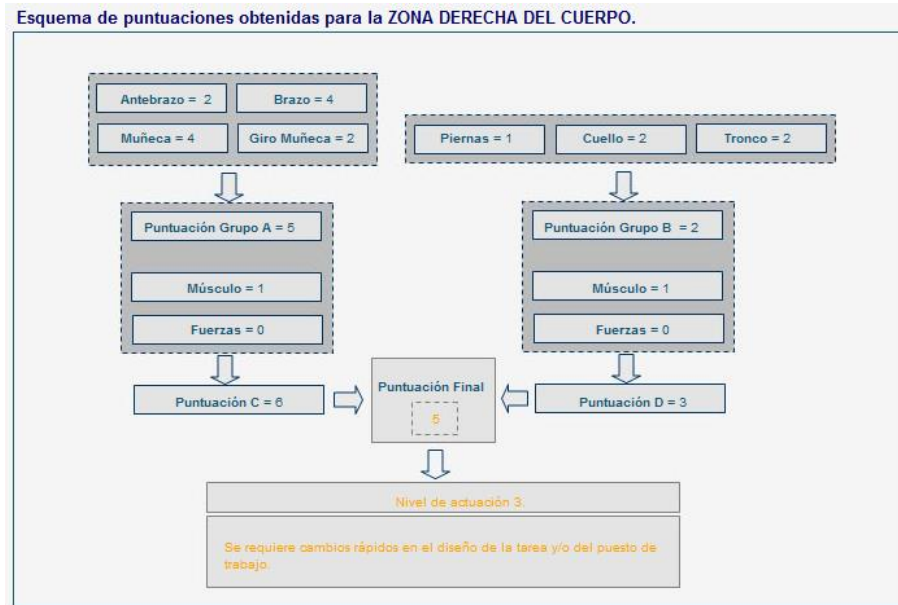 Esquema de puntuaciones obtenidas para la ZONA DERECHA DEL CUERPO.
Antebrazo = 2
Brazo = 4
Muñeca = 4
Giro Muñeca = 2
Piernas = 1
Cuello = 2
Tronco = 2
Puntuación Grupo A = 5
Músculo = 1
Fuerzas = 0
Puntuación Grupo B = 2
Músculo = 1
Fuerzas = 0
Puntuación C = 6
Puntuación Final
5
Puntuación D = 3
Nivel de actuación 3.
Se requiere cambios rápidos en el diseño de la tarea y/o del puesto de
trabajo.